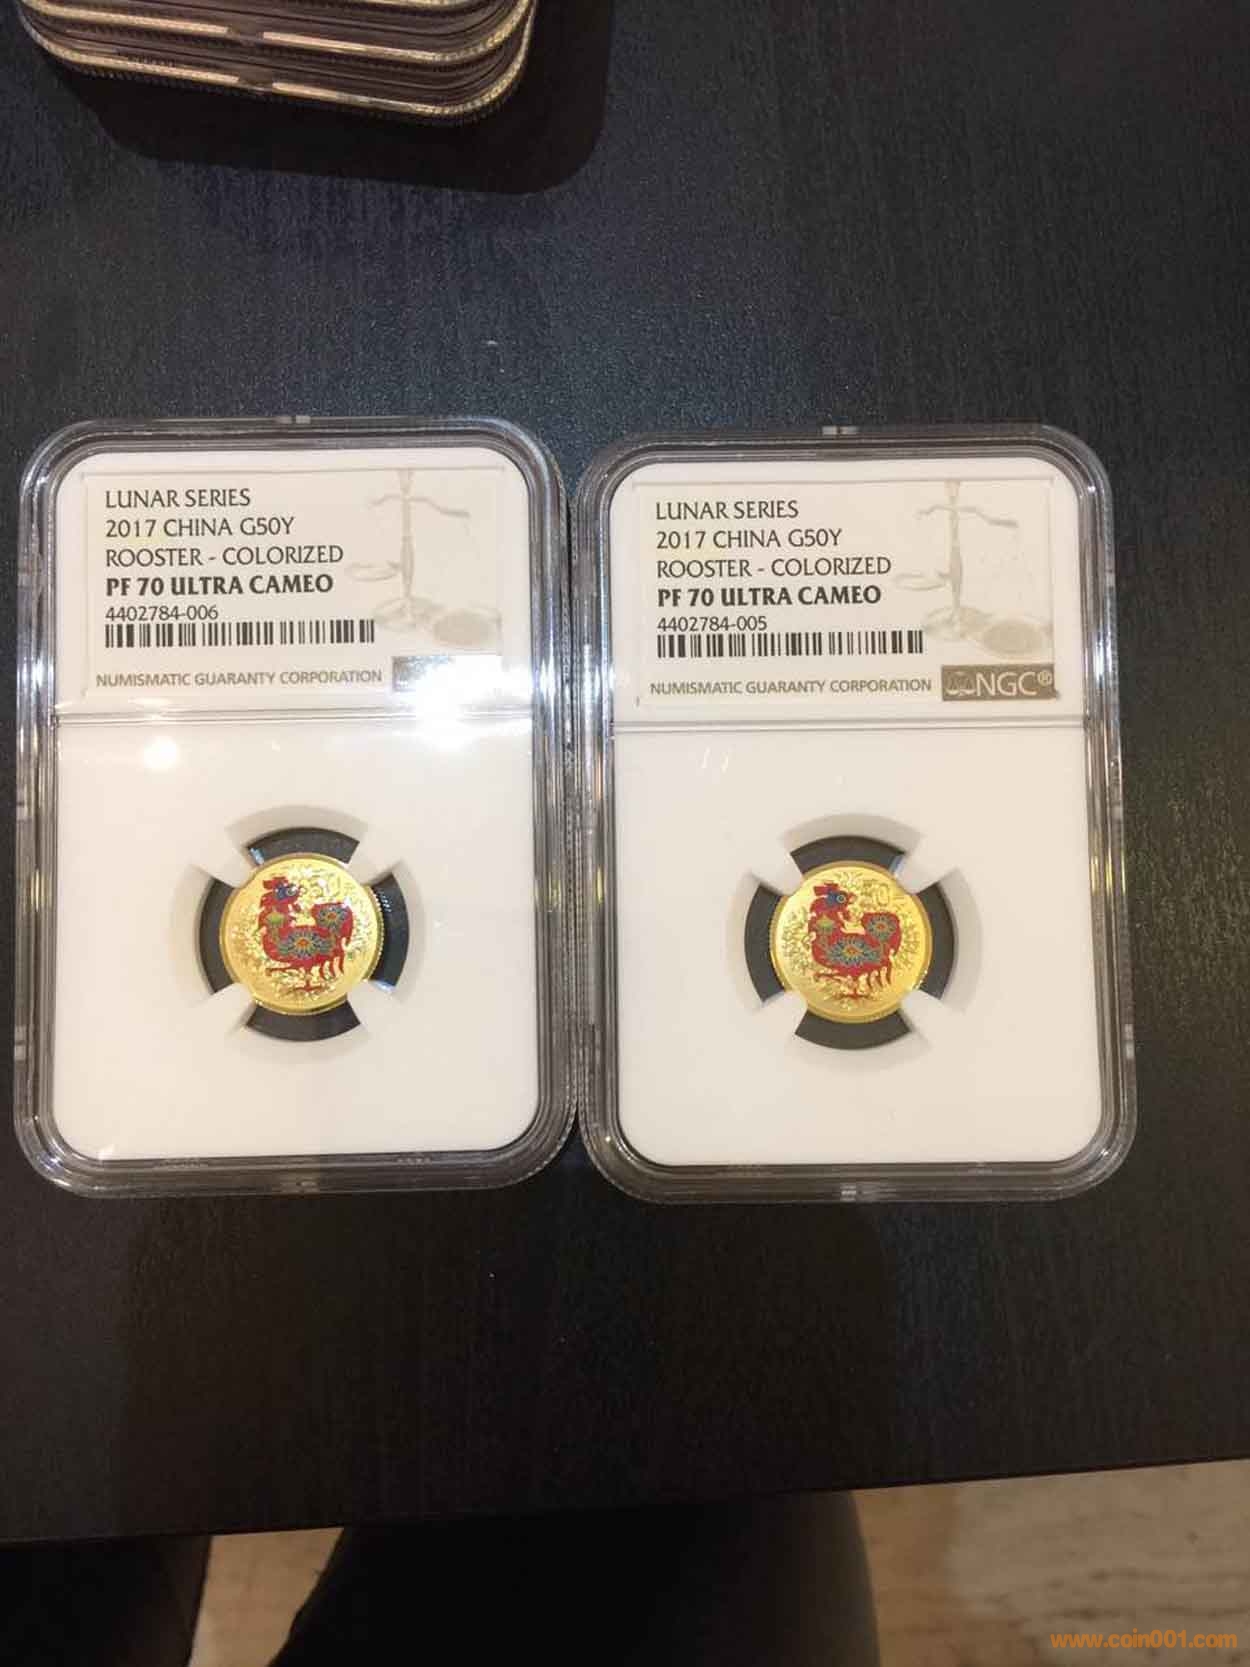 LUNAR SERIES
2017 CHINA G50Y
ROOSTER - COLORIZED
PF 70 ULTRA CAMEO
4402784-006
NUMISMATIC GUARANTY CORPORATION
50
LUNAR SERIES
2017 CHINA G50Y
ROOSTER - COLORIZED
PF 70 ULTRA CAMEO
4402784-005
NUMISMATIC GUARANTY CORPORATION NGC®
50
www.coin001.com